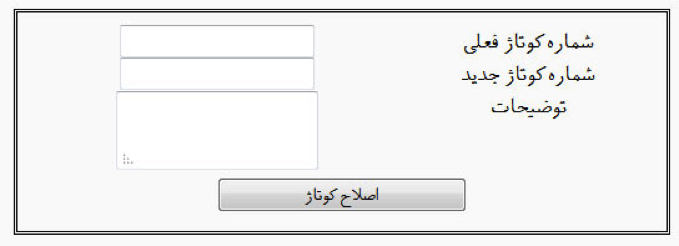 شماره کوتاژ فعلی
شماره کوتاژ جدید
توضیحات
اصلاح کوتاژ